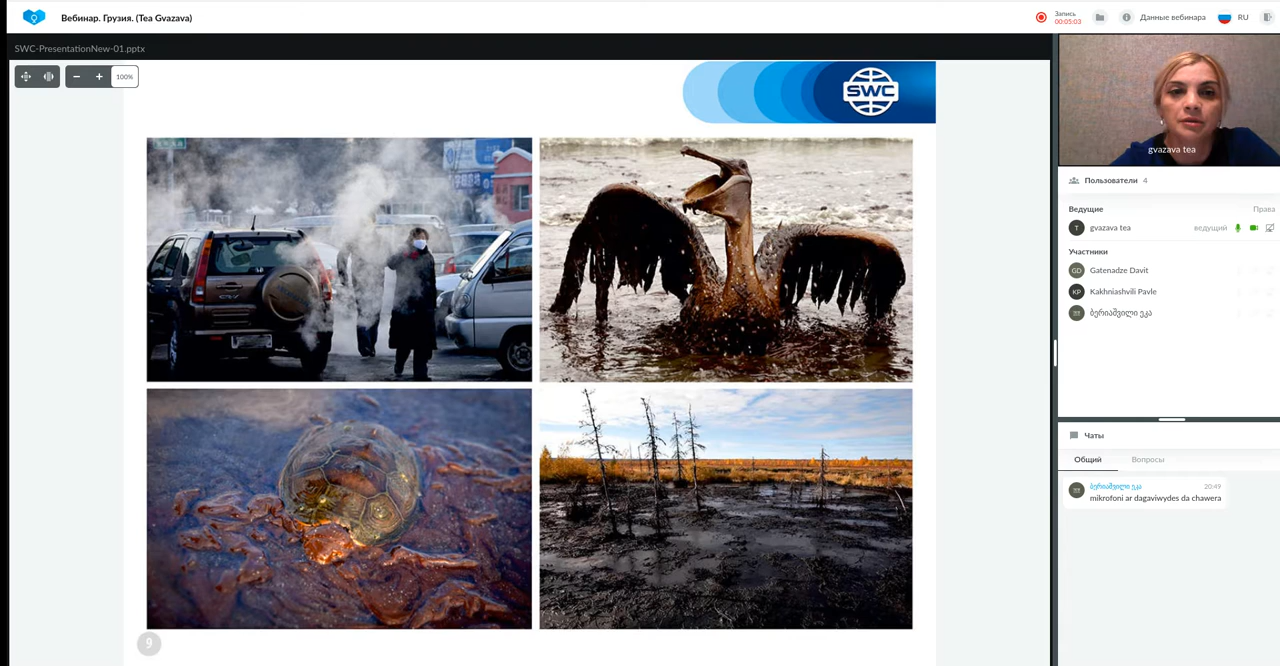 Вебинар. Грузия. (Tea Gvazava)
Запись
00:05:03
Данные вебинара
RU
SWC-PresentationNew-01.pptx
100%
SWC
gvazava tea
9
Пользователи 4
Ведущие Права
T gvazava tea ведущий
Участники
GD Gatenadze Davit
KP Kakhniashvili Pavle
ბერიაშვილი ეკა
Чаты
Общий Вопросы
ბერიაშვილი ეკა 20:49
mikrofoni ar dagaviwydes da chawera